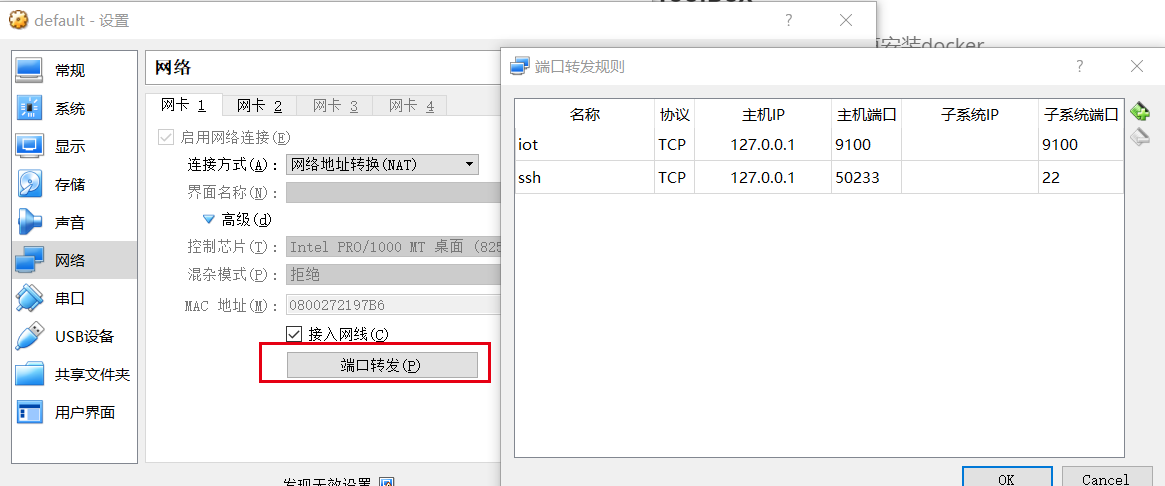 default - 设置
常规
系统
显示
存储
声音
网络
串口
USB设备
共享文件夹
用户界面
网络
网卡 1 网卡 2 网卡 3 网卡 4
启用网络连接(E)
连接方式(A)： 网络地址转换(NAT)
界面名称(N)：
高级(d)
控制芯片(T)： Intel PRO/1000 MT 桌面 (825
混杂模式(P)： 拒绝
MAC 地址(M)： 0800272197B6
接入网线(C)
端口转发(P)
发现无效设置
安装docker
端口转发规则
名称 协议 主机IP 主机端口 子系统IP 子系统端口
iot TCP 127.0.0.1 9100 9100
ssh TCP 127.0.0.1 50233 22
OK Cancel